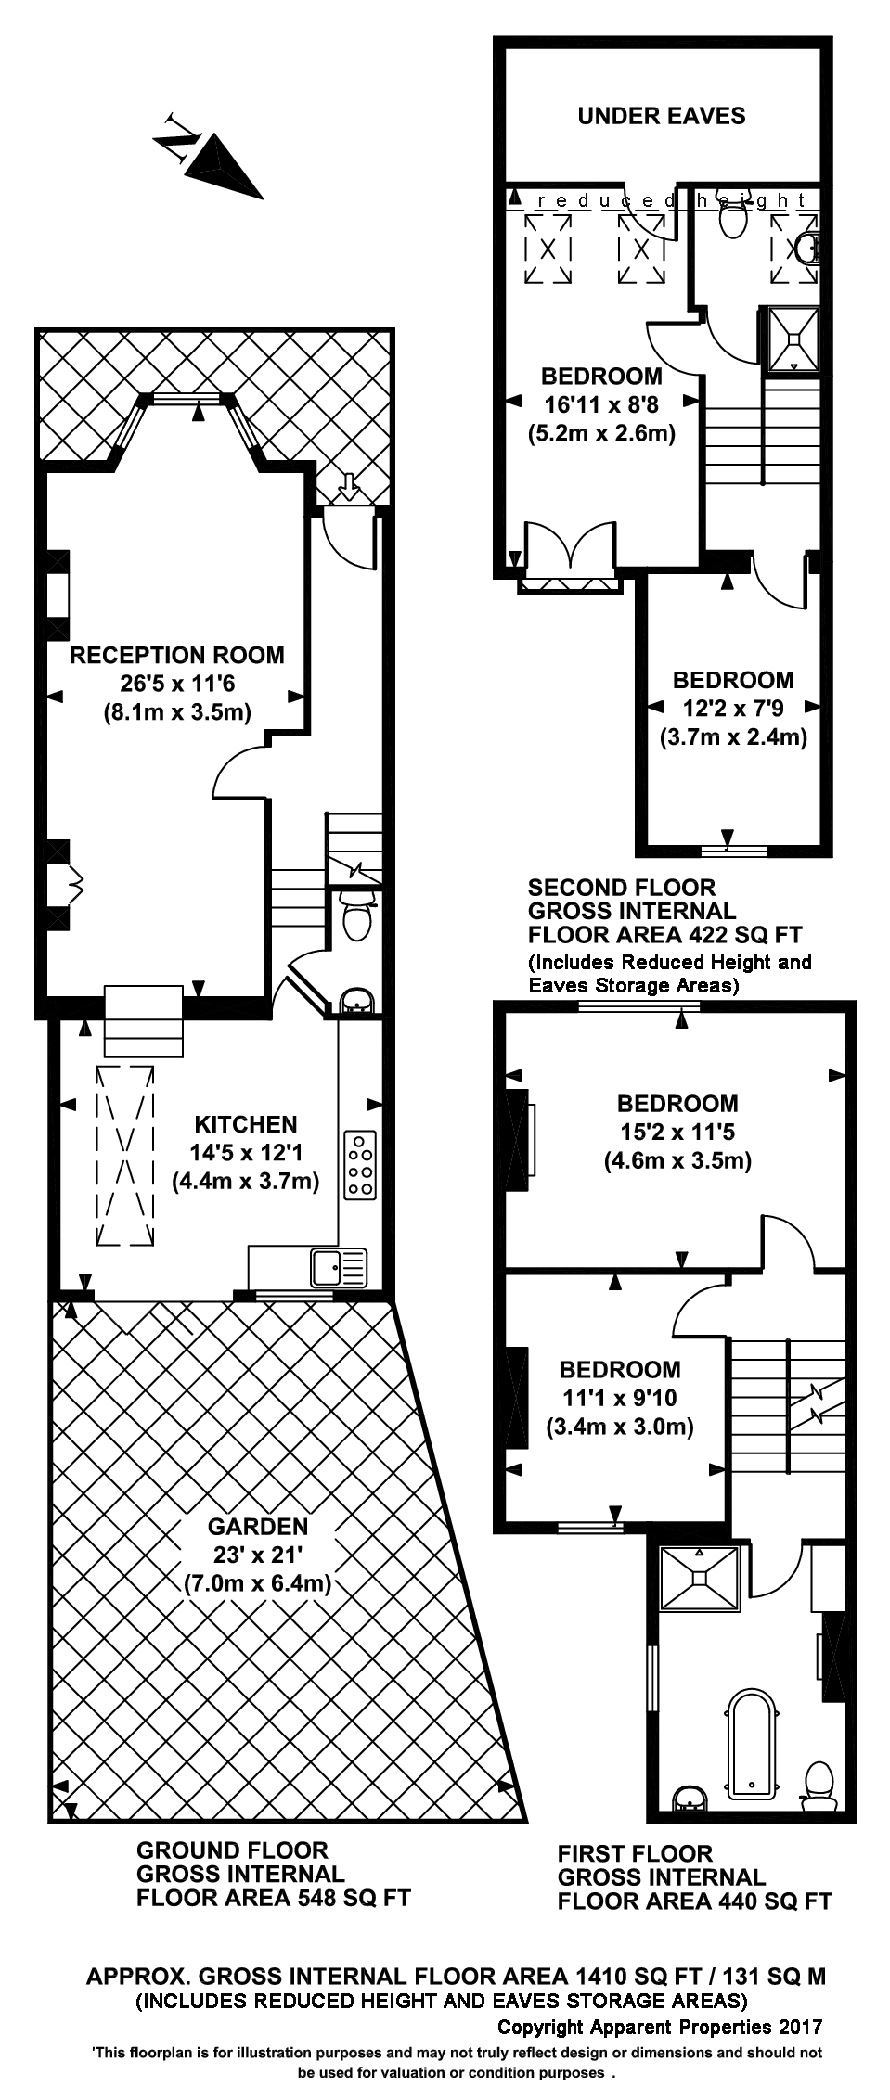 N
UNDER EAVES
reduced height
BEDROOM
16'11 x 8'8
(5.2m x 2.6m)
RECEPTION ROOM
26'5 x 11'6
(8.1m x 3.5m)
BEDROOM
12'2 x 7'9
(3.7m x 2.4m)
SECOND FLOOR
GROSS INTERNAL
FLOOR AREA 422 SQ FT
(Includes Reduced Height and
Eaves Storage Areas)
KITCHEN
14'5 x 12'1
(4.4m x 3.7m)
BEDROOM
15'2 x 11'5
(4.6m x 3.5m)
BEDROOM
11'1 x 9'10
(3.4m x 3.0m)
GARDEN
23' x 21'
(7.0m x 6.4m)
GROUND FLOOR
GROSS INTERNAL
FLOOR AREA 548 SQ FT
FIRST FLOOR
GROSS INTERNAL
FLOOR AREA 440 SQ FT
APPROX. GROSS INTERNAL FLOOR AREA 1410 SQ FT / 131 SQ M
(INCLUDES REDUCED HEIGHT AND EAVES STORAGE AREAS)
Copyright Apparent Properties 2017
'This floorplan is for illustration purposes and may not truly reflect design or dimensions and should not
be used for valuation or condition purposes .